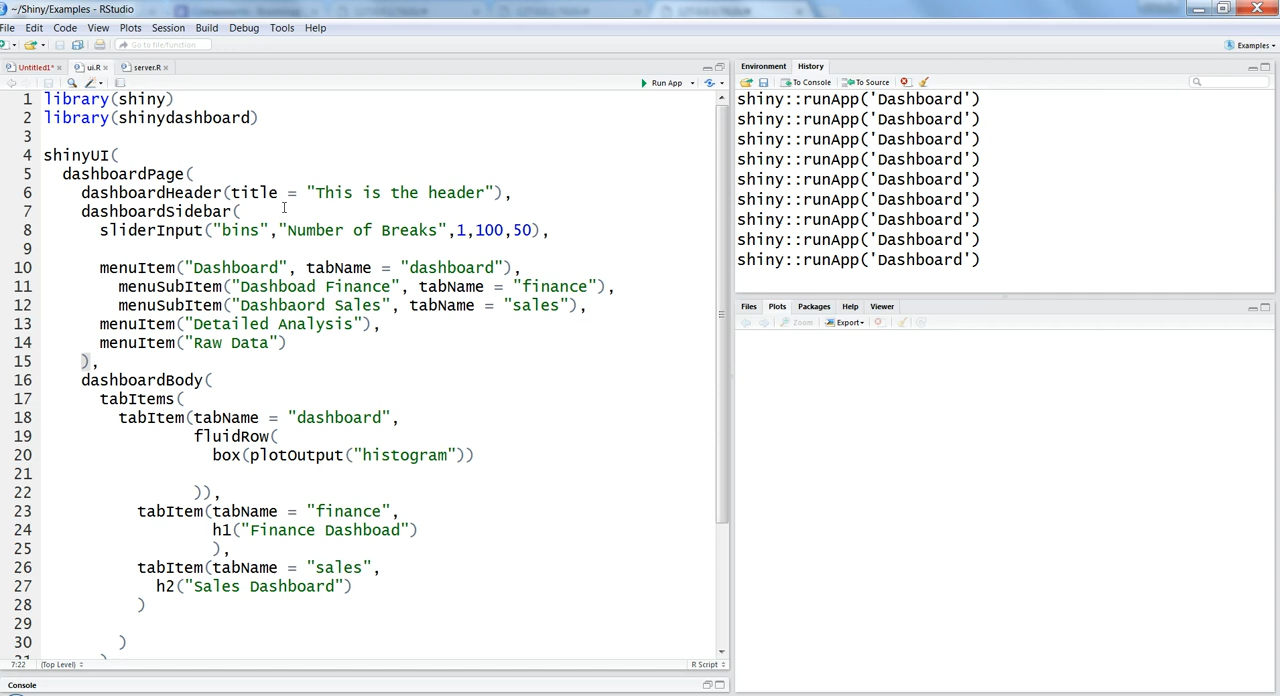 ~/Shiny/Examples - RStudio
File Edit Code View Plots Session Build Debug Tools Help
Go to file/function
Examples
Untitled1* ui.R server.R
Run App
1 library(shiny)
2 library(shinydashboard)
3
4 shinyUI(
5 dashboardPage(
6 dashboardHeader(title = "This is the header"),
7 dashboardSidebar(
8 sliderInput("bins","Number of Breaks",1,100,50),
9
10 menuItem("Dashboard", tabName = "dashboard"),
11 menuSubItem("Dashboad Finance", tabName = "finance"),
12 menuSubItem("Dashbaord Sales", tabName = "sales"),
13 menuItem("Detailed Analysis"),
14 menuItem("Raw Data")
15 ),
16 dashboardBody(
17 tabItems(
18 tabItem(tabName = "dashboard",
19 fluidRow(
20 box(plotOutput("histogram"))
21
22 )),
23 tabItem(tabName = "finance",
24 h1("Finance Dashboad")
25 ),
26 tabItem(tabName = "sales",
27 h2("Sales Dashboard")
28 )
29
30 )
31 )
7:22 (Top Level) R Script
Console
Environment History
To Console To Source
shiny::runApp('Dashboard')
shiny::runApp('Dashboard')
shiny::runApp('Dashboard')
shiny::runApp('Dashboard')
shiny::runApp('Dashboard')
shiny::runApp('Dashboard')
shiny::runApp('Dashboard')
shiny::runApp('Dashboard')
shiny::runApp('Dashboard')
Files Plots Packages Help Viewer
Zoom Export